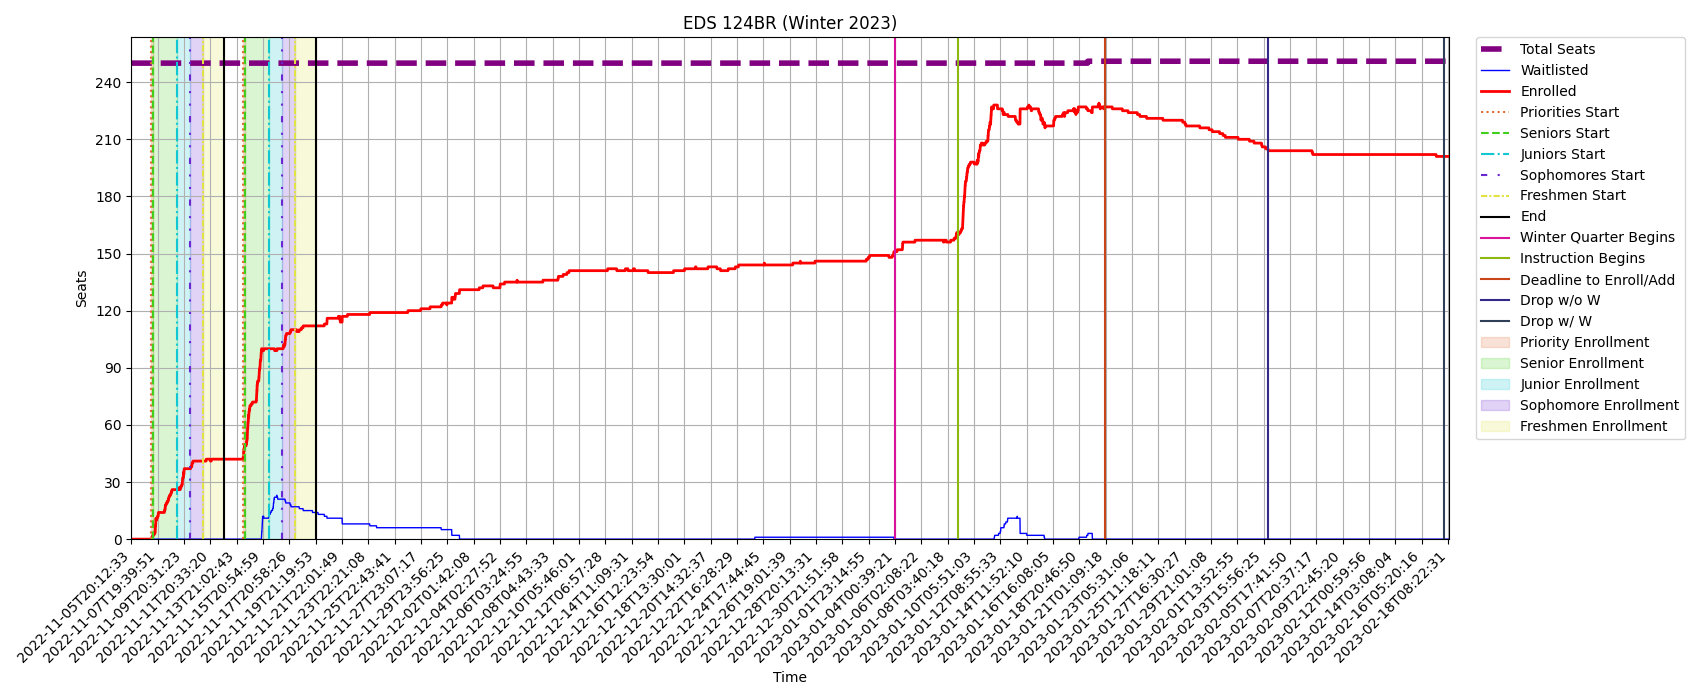 EDS 124BR (Winter 2023)
Total Seats
Waitlisted
Enrolled
Priorities Start
Seniors Start
Juniors Start
Sophomores Start
Freshmen Start
End
Winter Quarter Begins
Instruction Begins
Deadline to Enroll/Add
Drop w/o W
Drop w/ W
Priority Enrollment
Senior Enrollment
Junior Enrollment
Sophomore Enrollment
Freshmen Enrollment
Seats
240
210
180
150
120
90
60
30
0
2022-11-05T20:12:33
2022-11-07T19:39:51
2022-11-09T20:31:23
2022-11-11T20:33:20
2022-11-13T21:02:43
2022-11-15T20:54:59
2022-11-17T20:58:26
2022-11-19T21:19:53
2022-11-21T22:01:49
2022-11-23T22:21:08
2022-11-25T22:43:41
2022-11-27T23:07:17
2022-11-29T23:56:25
2022-12-02T01:42:08
2022-12-04T02:27:52
2022-12-06T03:24:55
2022-12-08T04:43:33
2022-12-10T05:46:01
2022-12-12T06:57:28
2022-12-14T11:09:31
2022-12-16T12:23:54
2022-12-18T13:30:01
2022-12-20T14:32:37
2022-12-22T16:28:29
2022-12-24T17:44:45
2022-12-26T19:01:39
2022-12-28T20:13:31
2022-12-30T21:51:58
2023-01-01T23:14:55
2023-01-04T00:39:21
2023-01-06T02:08:22
2023-01-08T03:40:18
2023-01-10T05:51:03
2023-01-12T08:55:33
2023-01-14T11:52:10
2023-01-16T16:08:05
2023-01-18T20:46:50
2023-01-21T01:09:18
2023-01-23T05:31:06
2023-01-25T11:18:11
2023-01-27T16:30:27
2023-01-29T21:01:08
2023-02-01T13:52:55
2023-02-03T15:56:25
2023-02-05T17:41:50
2023-02-07T20:37:17
2023-02-09T22:45:20
2023-02-12T00:59:56
2023-02-14T03:08:04
2023-02-16T05:20:16
2023-02-18T08:22:31
Time